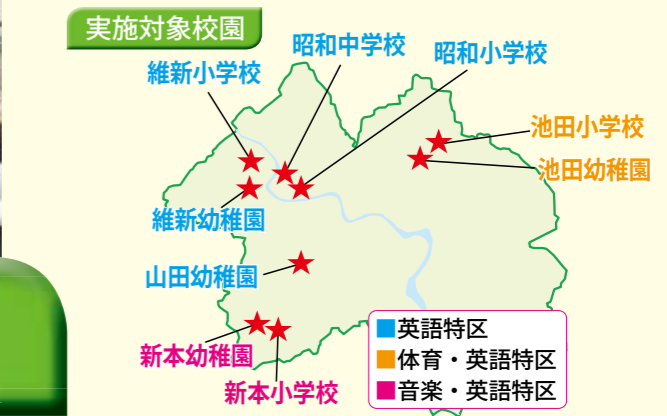 実施対象校園
昭和中学校
昭和小学校
維新小学校
池田小学校
池田幼稚園
維新幼稚園
山田幼稚園
新本幼稚園
新本小学校
■英語特区
■体育・英語特区
■音楽・英語特区